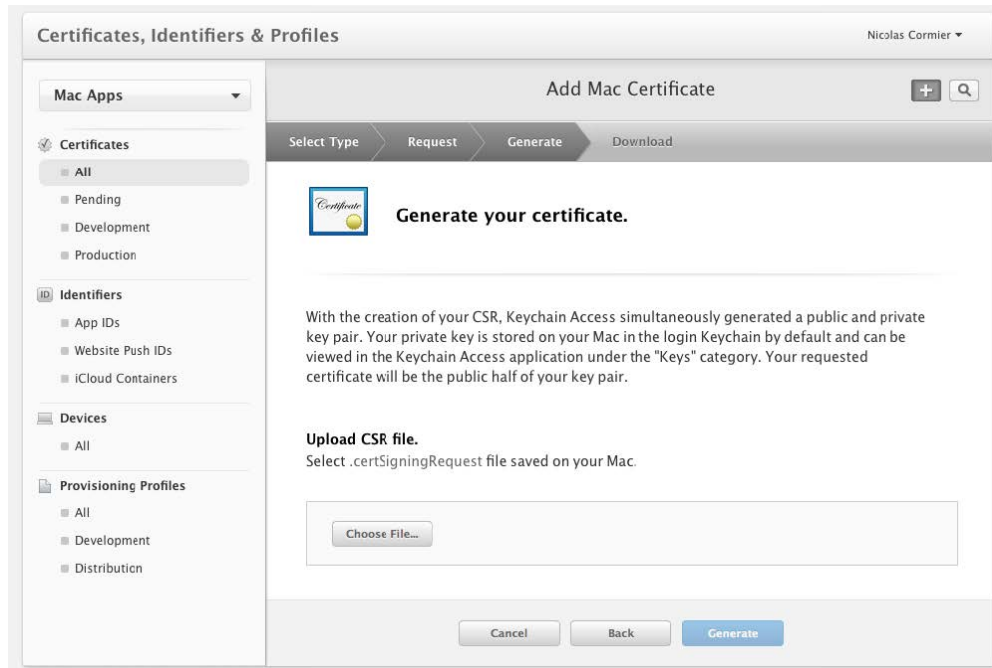 Certificates, Identifiers & Profiles
Nicolas Cormier
Mac Apps
Certificates
All
Pending
Development
Production
ID
Identifiers
App IDs
Website Push IDs
iCloud Containers
Devices
All
Provisioning Profiles
All
Development
Distribution
Add Mac Certificate
Select Type
Request
Generate
Download
Certificate
Generate your certificate.
With the creation of your CSR, Keychain Access simultaneously generated a public and private
key pair. Your private key is stored on your Mac in the login Keychain by default and can be
viewed in the Keychain Access application under the "Keys" category. Your requested
certificate will be the public half of your key pair.
Upload CSR file.
Select .certSigningRequest file saved on your Mac.
Choose File...
Cancel
Back
Generate